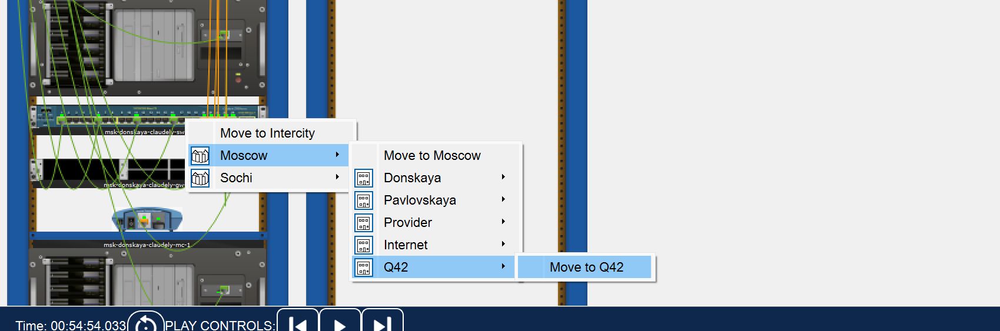 msk-donskaya-claudely-sw
Move to Intercity
Moscow
Move to Moscow
Sochi
Donskaya
msk-donskaya-claudely-gw-
Pavlovskaya
Provider
Internet
msk-donskaya-claudely-mc-1
Q42
Move to Q42
Time: 00:54:54.033
PLAY CONTROLS: